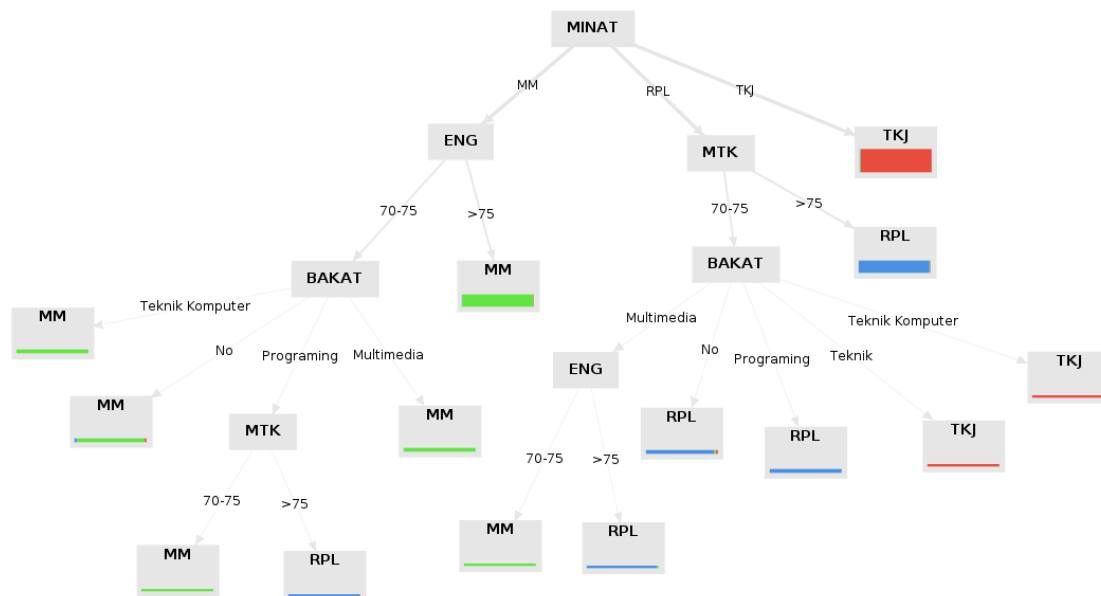 MINAT
MM
RPL
TKJ
ENG
MTK
TKJ
70-75
>75
70-75
>75
RPL
BAKAT
MM
BAKAT
Teknik Komputer
MM
No
Programing
Multimedia
Multimedia
No
Programing
Teknik
Teknik Komputer
ENG
TKJ
MM
MM
RPL
RPL
TKJ
MTK
70-75
>75
70-75
>75
MM
RPL
MM
RPL